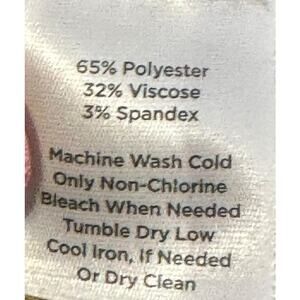 65% Polyester
32% Viscose
3% Spandex
Machine Wash Cold
Only Non-Chlorine
Bleach When Needed
Tumble Dry Low
Cool Iron, If Needed
Or Dry Clean